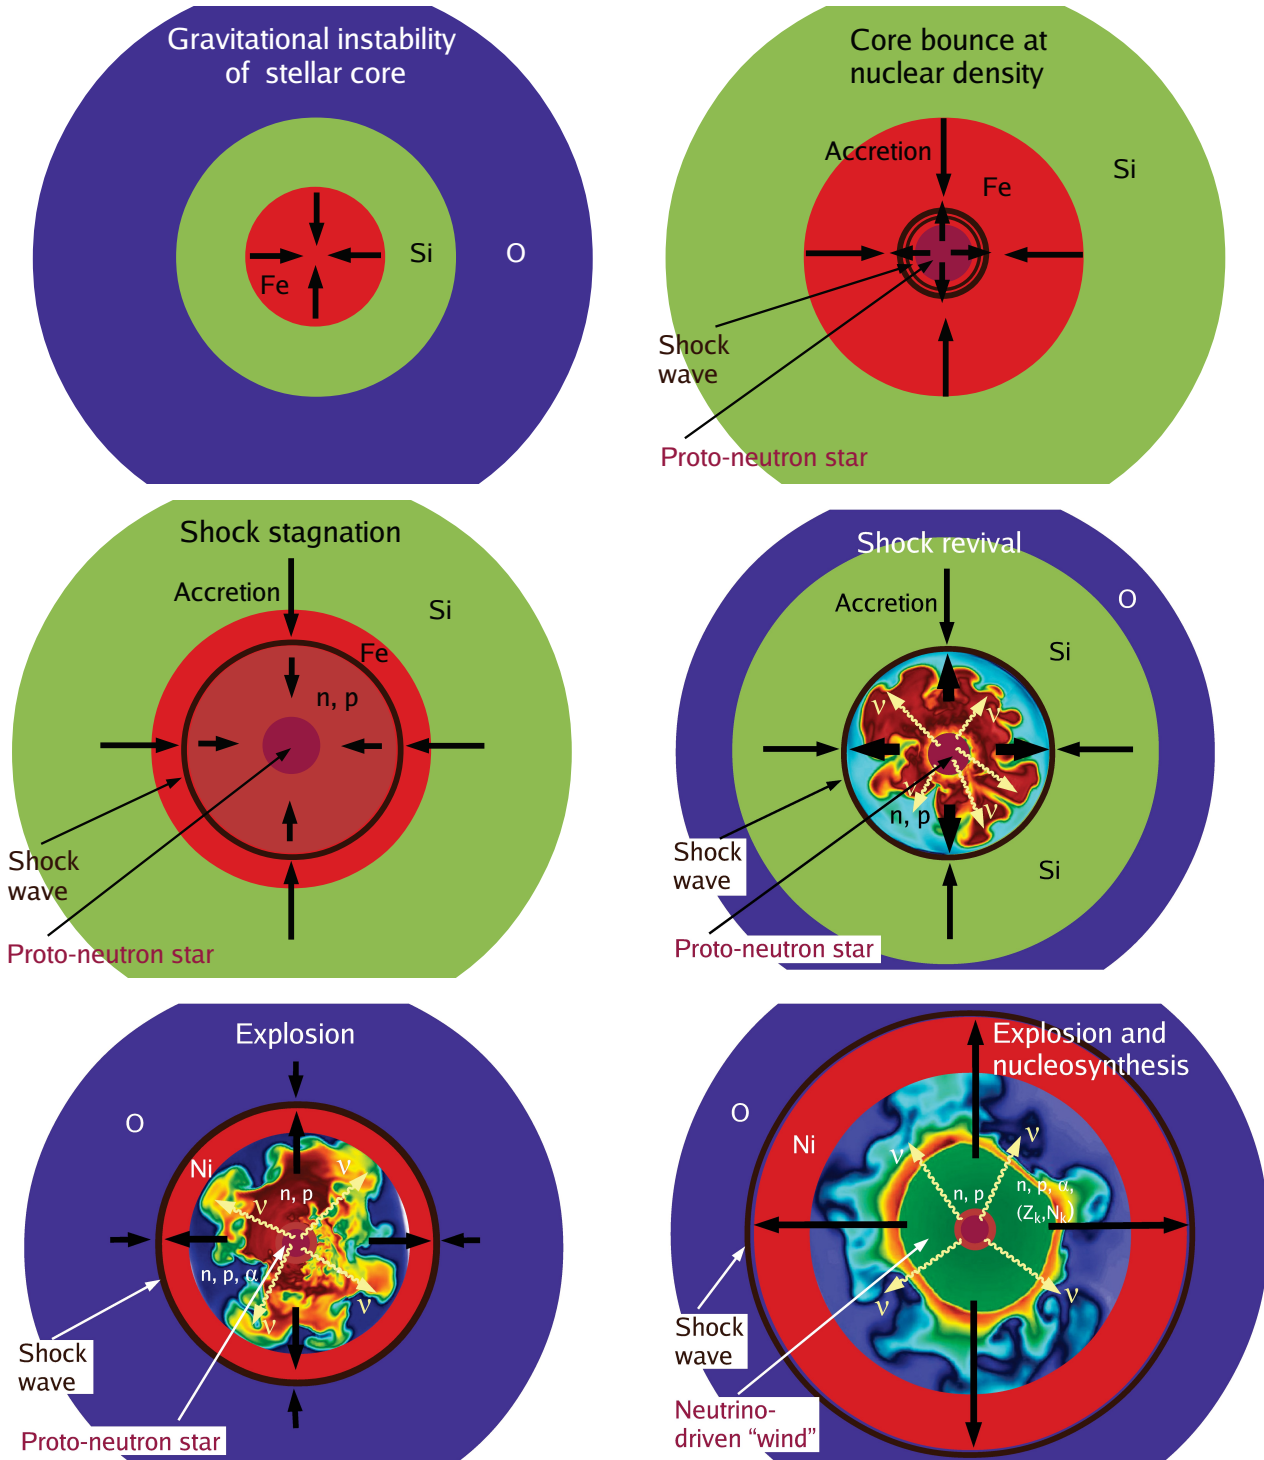 Gravitational instability
of stellar core
Fe
Si
O
Core bounce at
nuclear density
Accretion
Fe
Si
Shock
wave
Proto-neutron star
Shock stagnation
Accretion
Si
Fe
n, p
Shock
wave
Proto-neutron star
Shock revival
O
Accretion
Si
ν
ν
ν
ν
n, p
Shock
wave
Si
Proto-neutron star
Explosion
O
Ni
ν
n, p
ν
n, p, α
ν
ν
Shock
wave
Proto-neutron star
Explosion and
nucleosynthesis
O
Ni
ν
ν
n, p
n, p, α,
(Zk,Nk)
ν
ν
Shock
wave
Neutrino-
driven “wind”